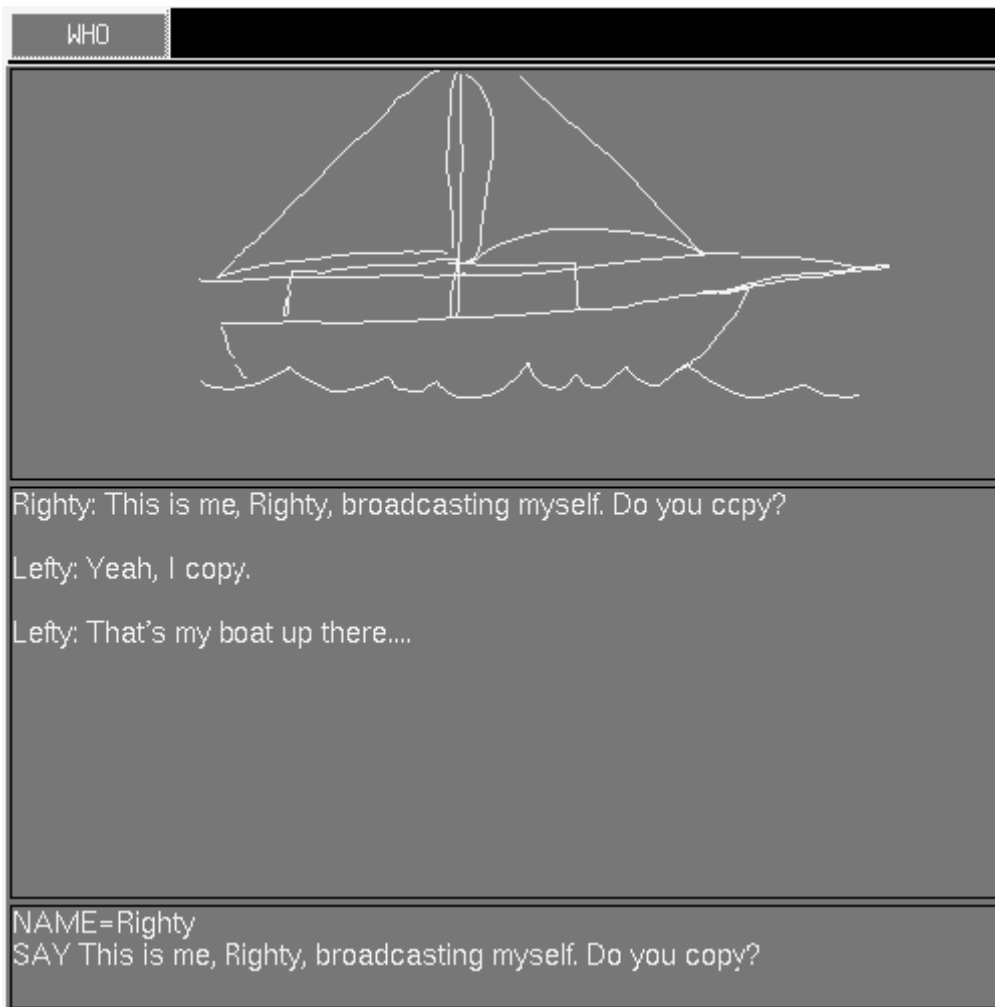 WHO
Righty: This is me, Righty, broadcasting myself. Do you copy?
Lefty: Yeah, I copy.
Lefty: That's my boat up there....
NAME=Righty
SAY This is me, Righty, broadcasting myself. Do you copy?